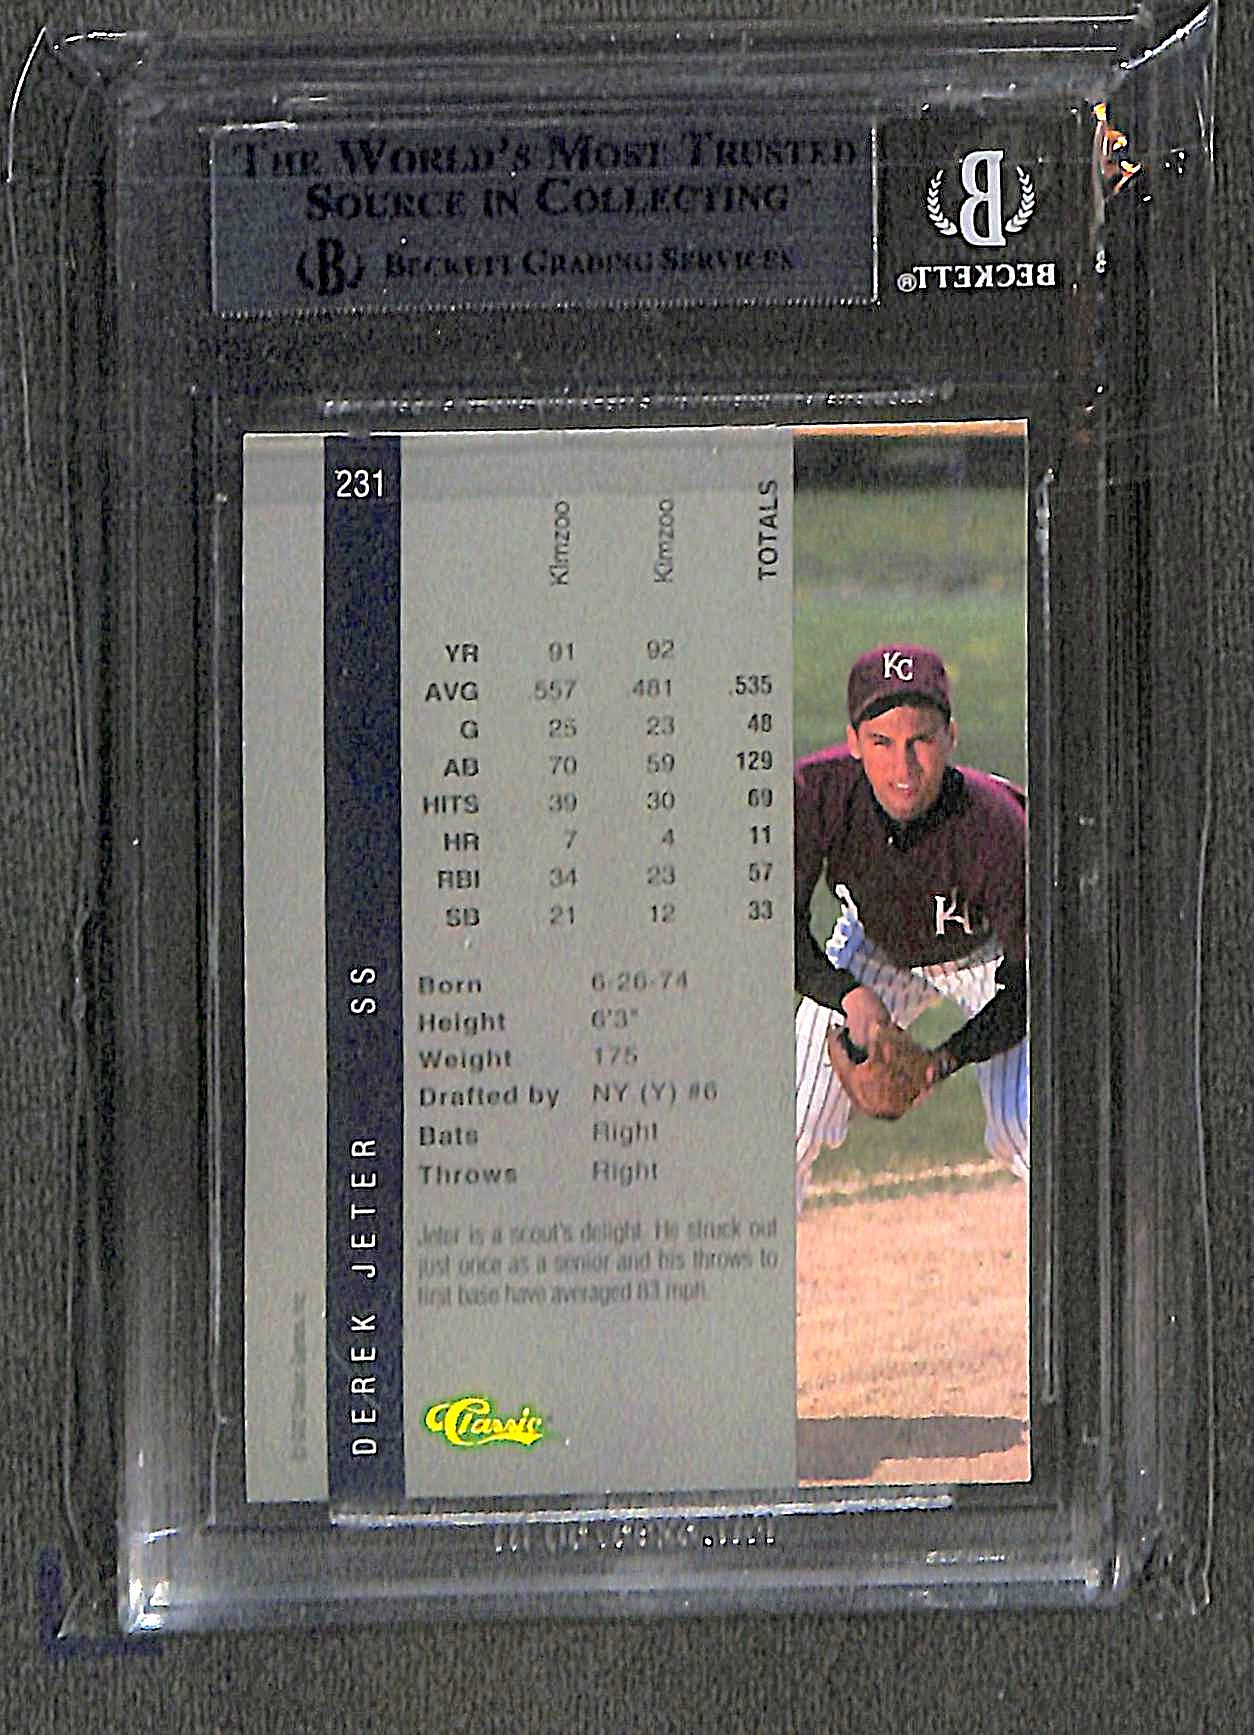 THE WORLD'S MOST TRUSTED
SOURCE IN COLLECTING™
B BECKETT GRADING SERVICES
B
BECKETT®
231
DEREK JETER SS
Klmzoo Klmzoo TOTALS
YR 91 92
AVG .557 .481 .535
G 25 23 48
AB 70 59 129
HITS 39 30 69
HR 7 4 11
RBI 34 23 57
SB 21 12 33
Born 6-26-74
Height 6'3"
Weight 175
Drafted by NY (Y) #6
Bats Right
Throws Right
Jeter is a scout's delight. He struck out
just once as a senior and his throws to
first base have averaged 83 mph.
Classic
KC
K